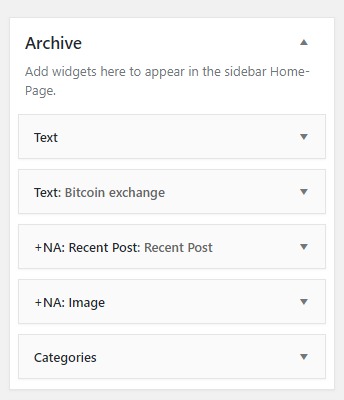 Archive
Add widgets here to appear in the sidebar Home-
Page.
Text
Text: Bitcoin exchange
+NA: Recent Post: Recent Post
+NA: Image
Categories